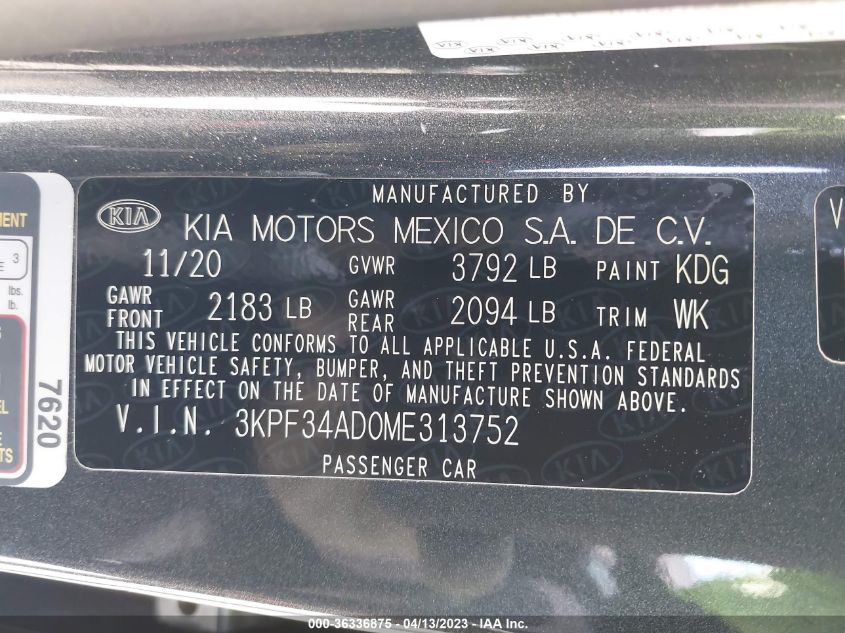 KIA
MANUFACTURED BY
KIA MOTORS MEXICO S.A. DE C.V.
11/20 GVWR 3792 LB PAINT KDG
GAWR FRONT 2183 LB GAWR REAR 2094 LB TRIM WK
THIS VEHICLE CONFORMS TO ALL APPLICABLE U.S.A. FEDERAL
MOTOR VEHICLE SAFETY, BUMPER, AND THEFT PREVENTION STANDARDS
IN EFFECT ON THE DATE OF MANUFACTURE SHOWN ABOVE.
V.I.N. 3KPF34AD0ME313752
PASSENGER CAR
3
lbs.
lb.
7620
V
000-36336875 / 04/13/2023 / IAA Inc.